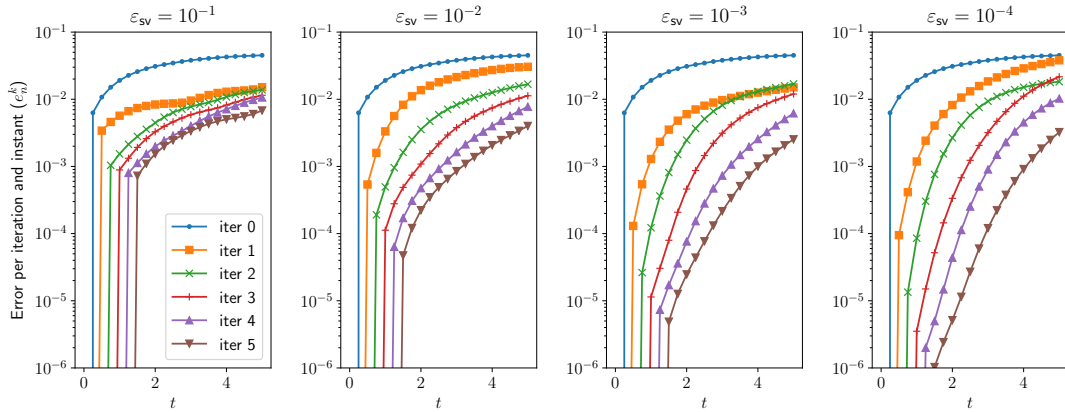 ε_sv = 10⁻¹
ε_sv = 10⁻²
ε_sv = 10⁻³
ε_sv = 10⁻⁴
Error per iteration and instant (eₙᵏ)
10⁻¹
10⁻²
10⁻³
10⁻⁴
10⁻⁵
10⁻⁶
0 2 4
t
iter 0
iter 1
iter 2
iter 3
iter 4
iter 5
10⁻¹
10⁻²
10⁻³
10⁻⁴
10⁻⁵
10⁻⁶
0 2 4
t
10⁻¹
10⁻²
10⁻³
10⁻⁴
10⁻⁵
10⁻⁶
0 2 4
t
10⁻¹
10⁻²
10⁻³
10⁻⁴
10⁻⁵
10⁻⁶
0 2 4
t